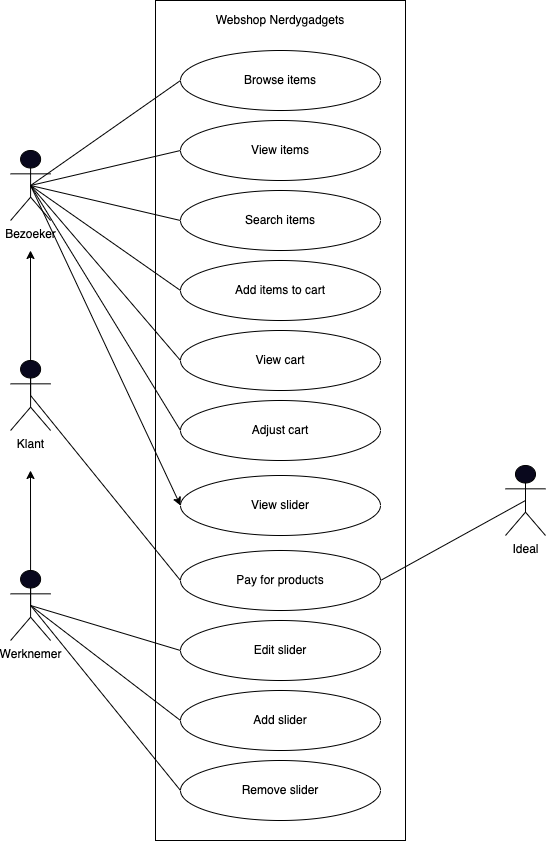 Webshop Nerdygadgets
Browse items
View items
Search items
Bezoeker
Add items to cart
View cart
Klant
Adjust cart
View slider
Ideal
Pay for products
Werknemer
Edit slider
Add slider
Remove slider